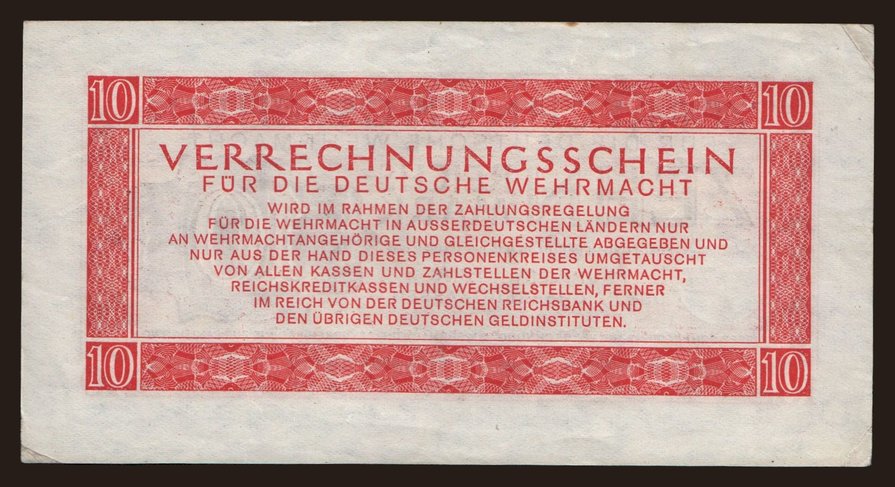 10 10
VERRECHNUNGSSCHEIN
FÜR DIE DEUTSCHE WEHRMACHT
WIRD IM RAHMEN DER ZAHLUNGSREGELUNG
FÜR DIE WEHRMACHT IN AUSSERDEUTSCHEN LÄNDERN NUR
AN WEHRMACHTANGEHÖRIGE UND GLEICHGESTELLTE ABGEGEBEN UND
NUR AUS DER HAND DIESES PERSONENKREISES UMGETAUSCHT
VON ALLEN KASSEN UND ZAHLSTELLEN DER WEHRMACHT,
REICHSKREDITKASSEN UND WECHSELSTELLEN, FERNER
IM REICH VON DER DEUTSCHEN REICHSBANK UND
DEN ÜBRIGEN DEUTSCHEN GELDINSTITUTEN.
10 10